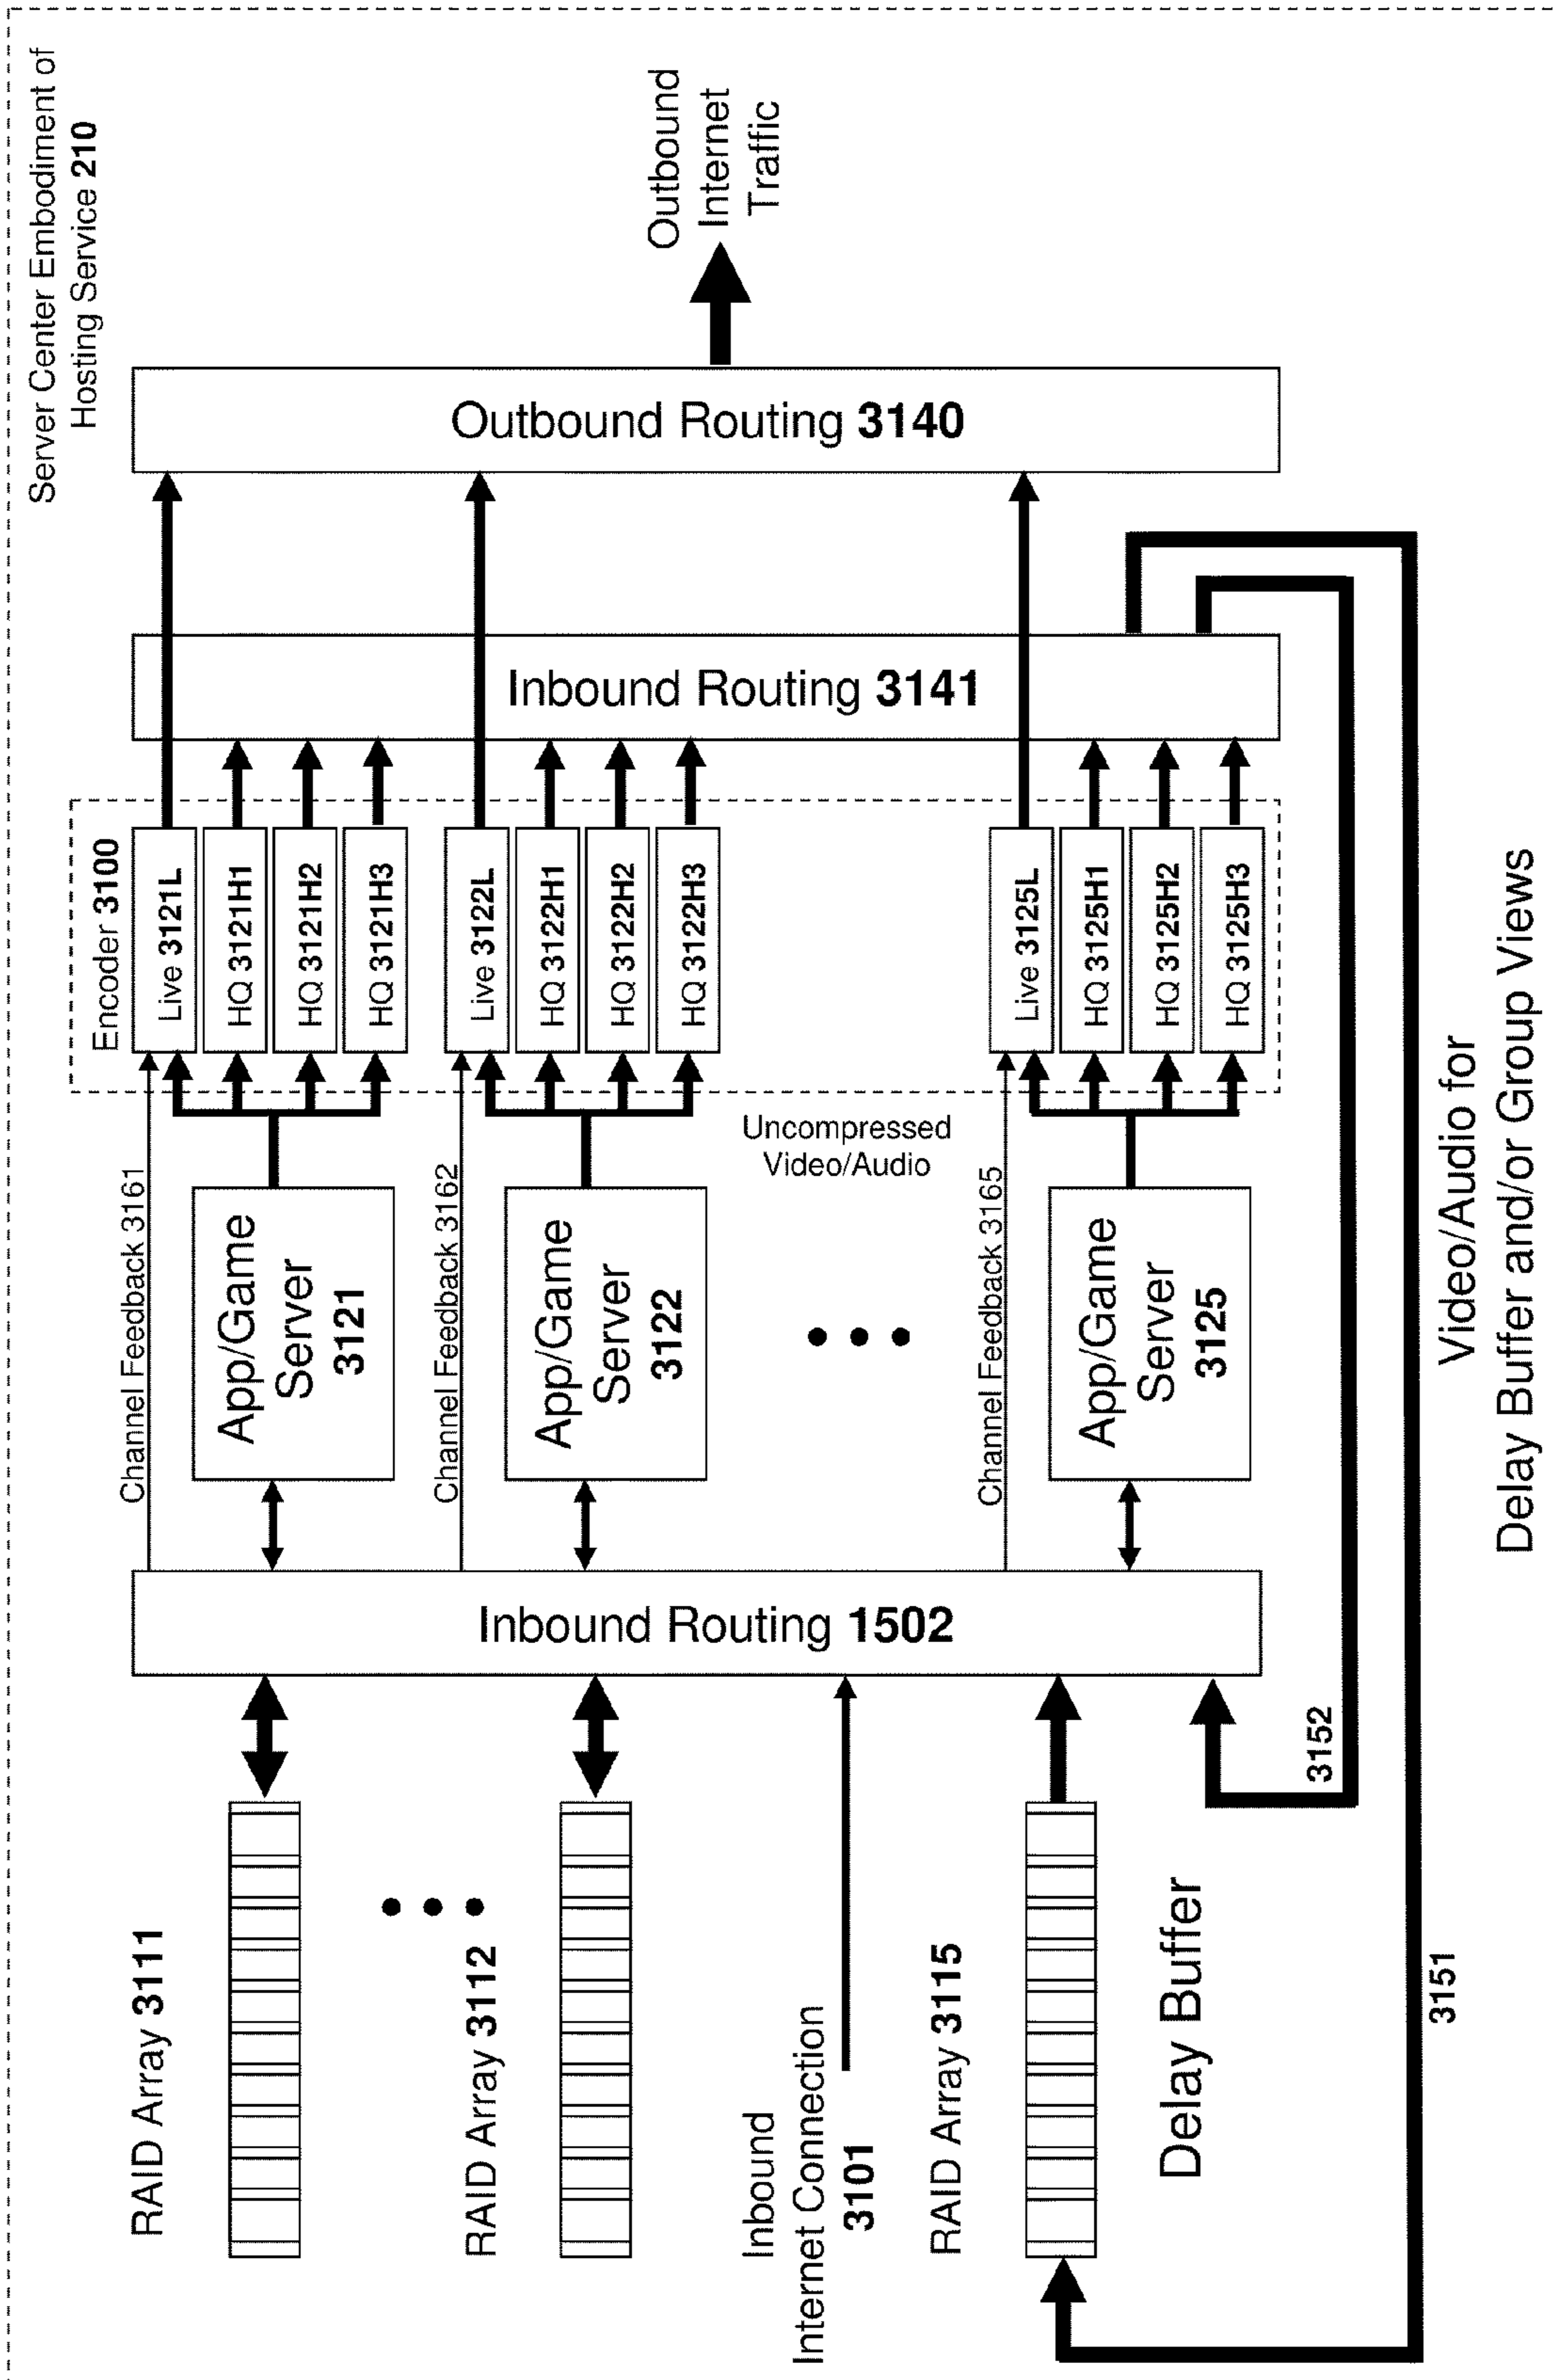 Server Center Embodiment of
Hosting Service 210
RAID Array 3111
RAID Array 3112
Inbound
Internet Connection
3101
RAID Array 3115
Delay Buffer
Inbound Routing 1502
Channel Feedback 3161
App/Game
Server
3121
Channel Feedback 3162
App/Game
Server
3122
Channel Feedback 3165
App/Game
Server
3125
Uncompressed
Video/Audio
Encoder 3100
Live 3121L
HQ 3121H1
HQ 3121H2
HQ 3121H3
Live 3122L
HQ 3122H1
HQ 3122H2
HQ 3122H3
Live 3125L
HQ 3125H1
HQ 3125H2
HQ 3125H3
Inbound Routing 3141
Outbound Routing 3140
Outbound
Internet
Traffic
3152
3151
Video/Audio for
Delay Buffer and/or Group Views